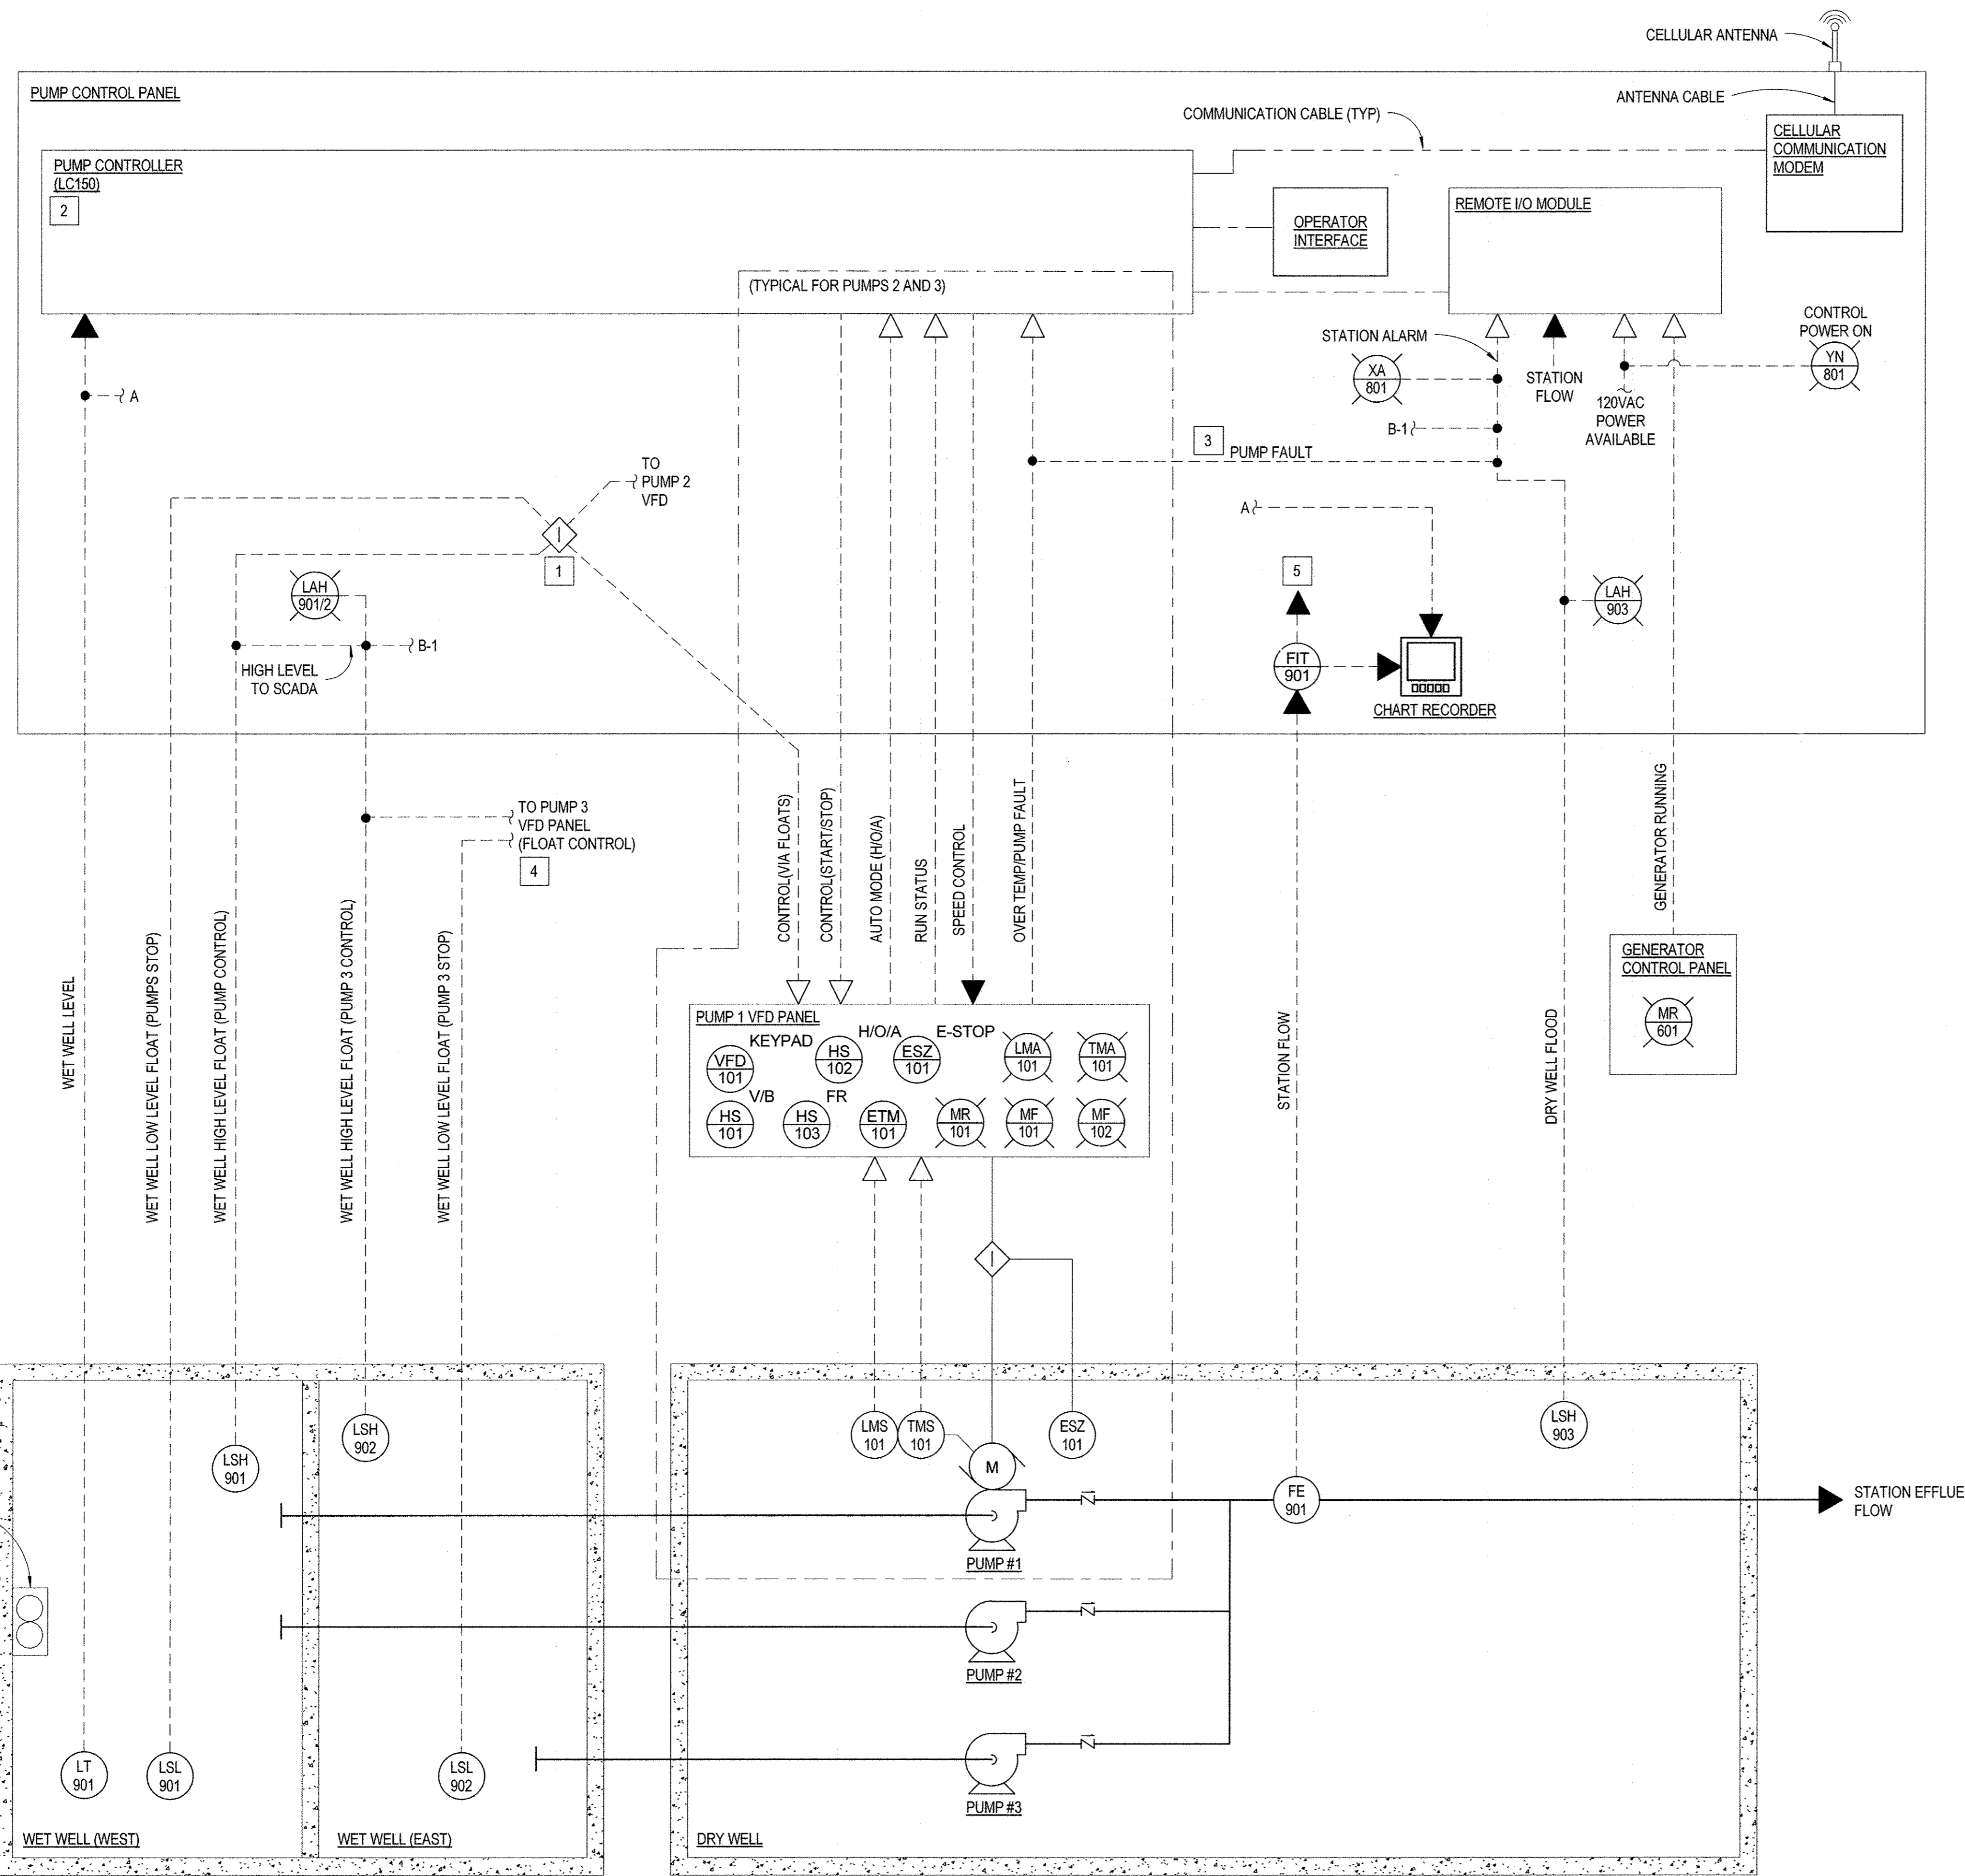 CELLULAR ANTENNA
PUMP CONTROL PANEL
ANTENNA CABLE
COMMUNICATION CABLE (TYP)
CELLULAR
COMMUNICATION
MODEM
PUMP CONTROLLER
(LC150)
2
OPERATOR
INTERFACE
REMOTE I/O MODULE
(TYPICAL FOR PUMPS 2 AND 3)
STATION ALARM
XA
801
STATION
FLOW
120VAC
POWER
AVAILABLE
CONTROL
POWER ON
YN
801
A
B-1
3
PUMP FAULT
TO
PUMP 2
VFD
I
1
A
5
LAH
901/2
B-1
HIGH LEVEL
TO SCADA
LAH
903
FIT
901
CHART RECORDER
TO PUMP 3
VFD PANEL
(FLOAT CONTROL)
4
WET WELL LEVEL
WET WELL LOW LEVEL FLOAT (PUMPS STOP)
WET WELL HIGH LEVEL FLOAT (PUMP CONTROL)
WET WELL HIGH LEVEL FLOAT (PUMP 3 CONTROL)
WET WELL LOW LEVEL FLOAT (PUMP 3 STOP)
CONTROL(VIA FLOATS)
CONTROL(START/STOP)
AUTO MODE (H/O/A)
RUN STATUS
SPEED CONTROL
OVER TEMP/PUMP FAULT
STATION FLOW
DRY WELL FLOOD
GENERATOR RUNNING
GENERATOR
CONTROL PANEL
MR
601
PUMP 1 VFD PANEL
KEYPAD
H/O/A
E-STOP
VFD
101
HS
102
ESZ
101
LMA
101
TMA
101
V/B
FR
HS
101
HS
103
ETM
101
MR
101
MF
101
MF
102
I
LSH
901
LSH
902
LMS
101
TMS
101
ESZ
101
LSH
903
M
FE
901
STATION EFFLUE
FLOW
PUMP #1
PUMP #2
PUMP #3
LT
901
LSL
901
LSL
902
WET WELL (WEST)
WET WELL (EAST)
DRY WELL